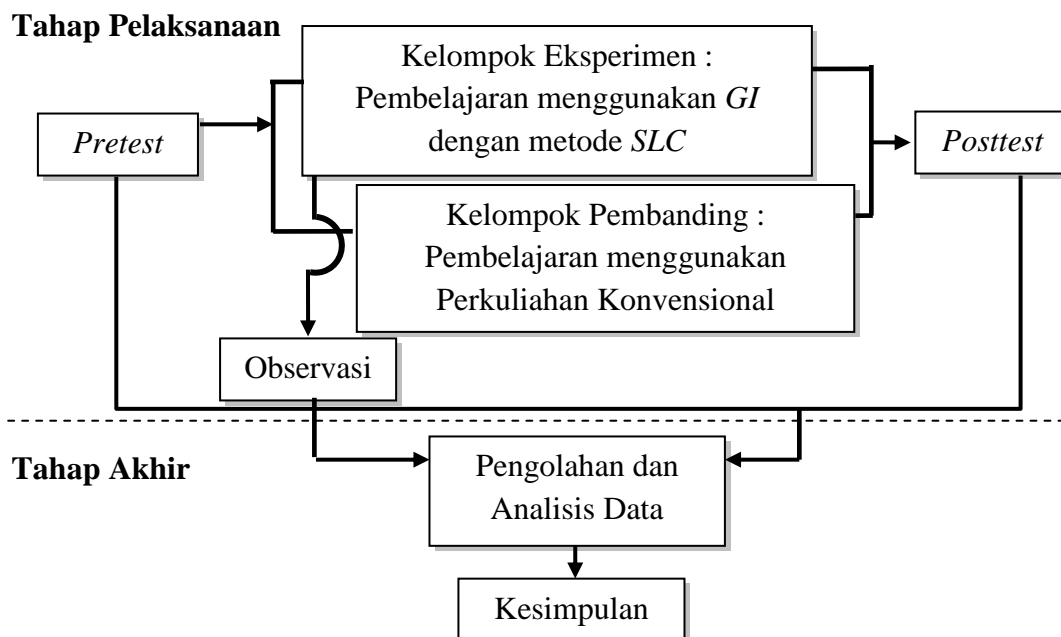 Tahap Pelaksanaan
Kelompok Eksperimen :
Pembelajaran menggunakan GI
dengan metode SLC
Pretest
Posttest
Kelompok Pembanding :
Pembelajaran menggunakan
Perkuliahan Konvensional
Observasi
Tahap Akhir
Pengolahan dan
Analisis Data
Kesimpulan